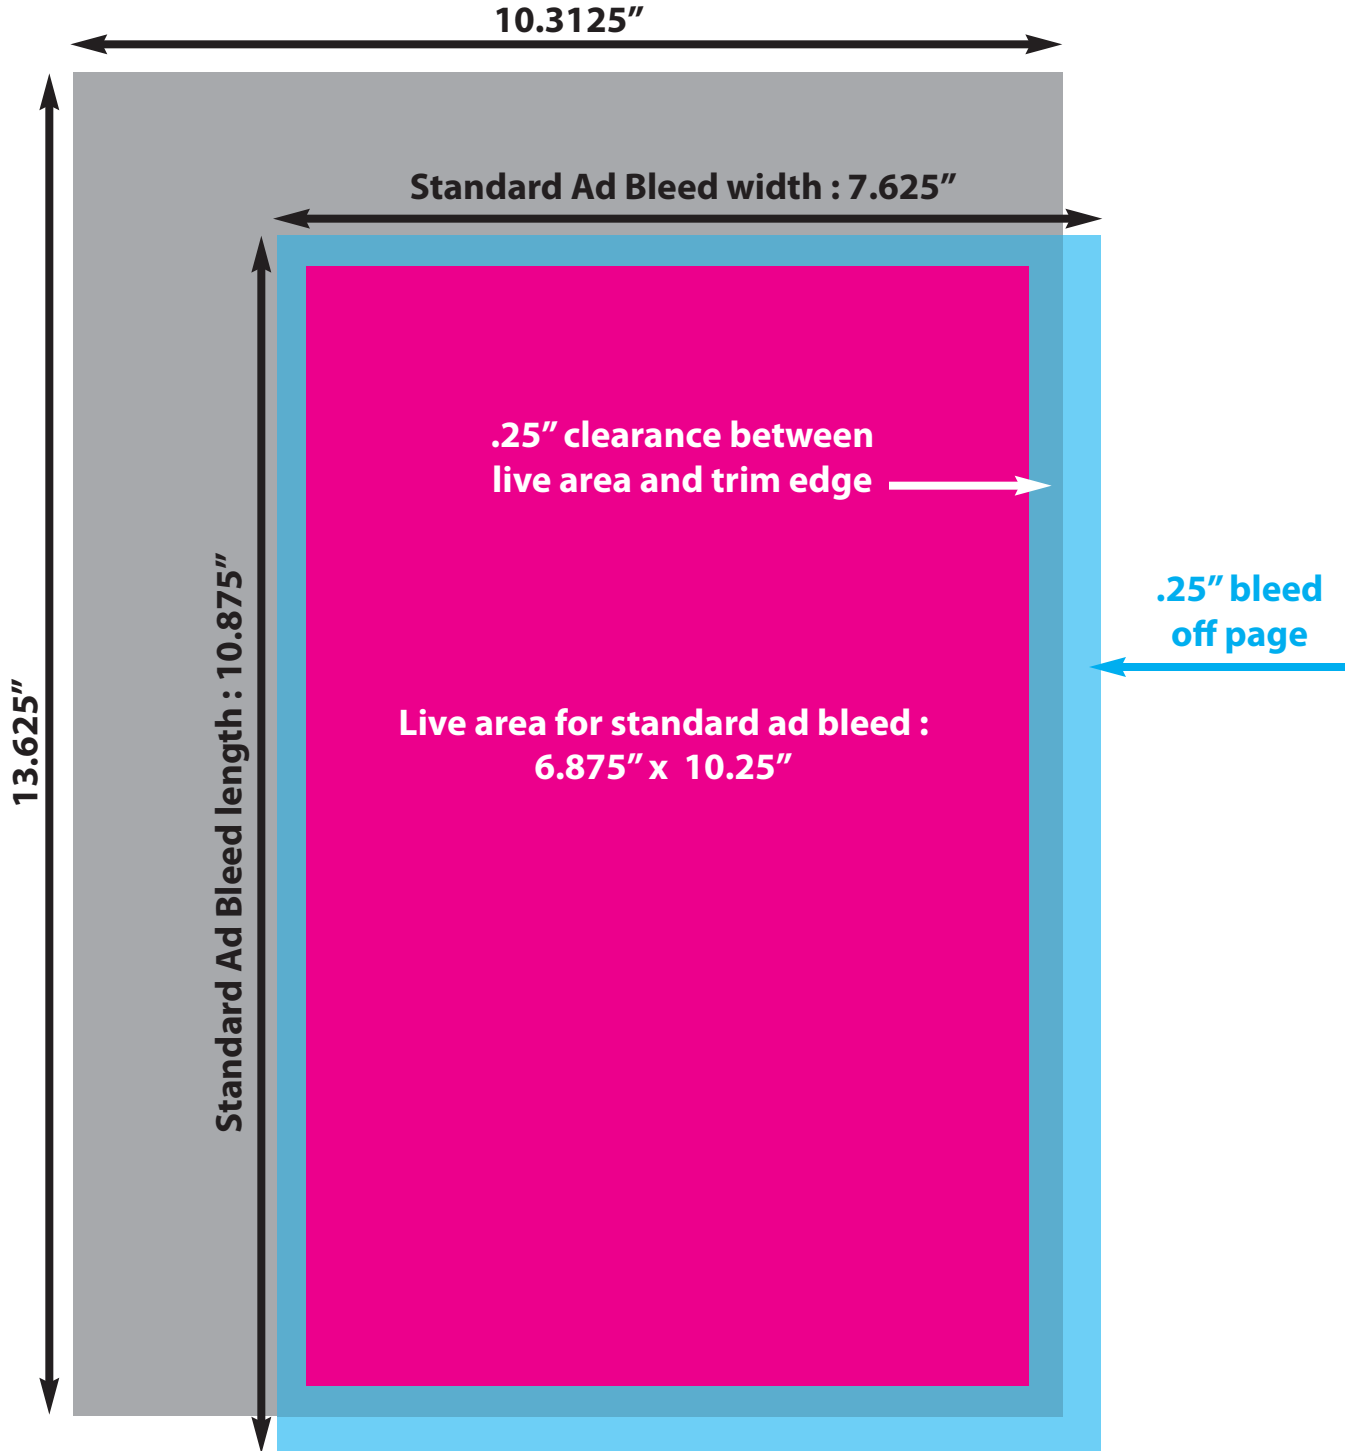 10.3125”
Standard Ad Bleed width : 7.625”
.25” clearance between
live area and trim edge
.25” bleed
off page
Standard Ad Bleed length : 10.875”
13.625”
Live area for standard ad bleed :
6.875” x  10.25”